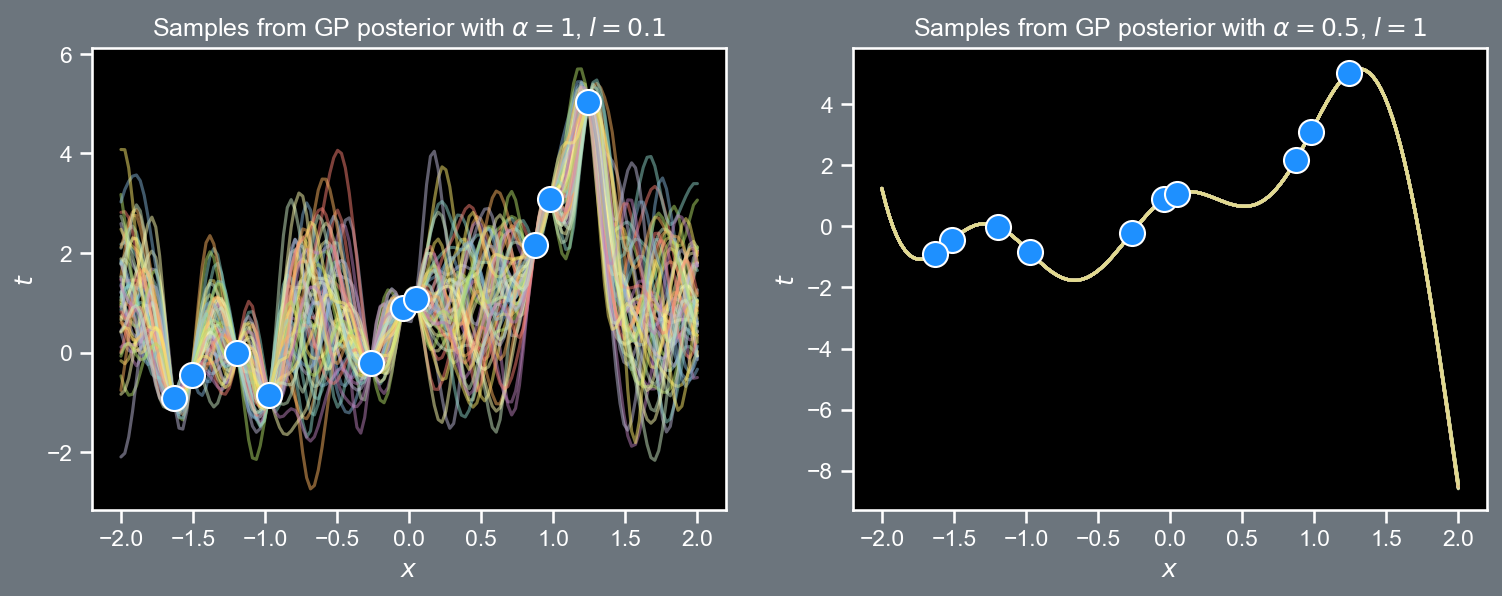 Samples from GP posterior with α = 1, l = 0.1
6
4
2
0
−2
t
−2.0 −1.5 −1.0 −0.5 0.0 0.5 1.0 1.5 2.0
x
Samples from GP posterior with α = 0.5, l = 1
4
2
0
−2
−4
−6
−8
t
−2.0 −1.5 −1.0 −0.5 0.0 0.5 1.0 1.5 2.0
x